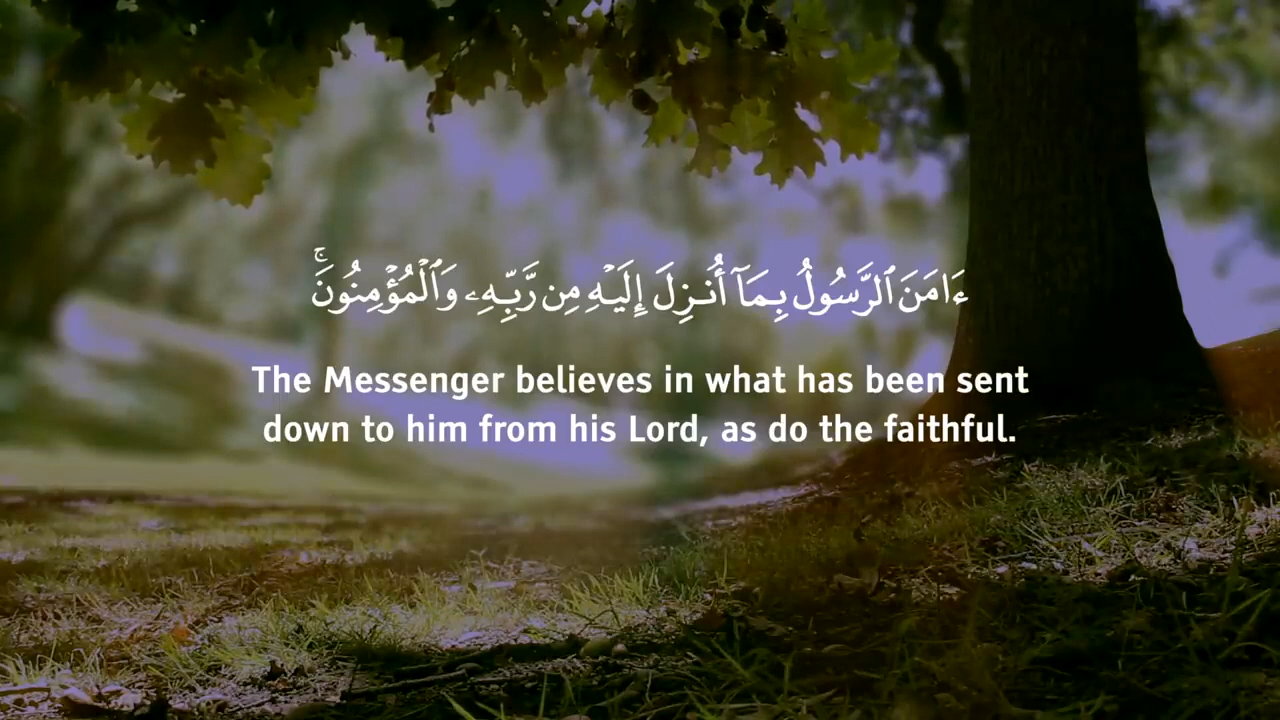 ءَامَنَ ٱلرَّسُولُ بِمَآ أُنزِلَ إِلَيْهِ مِن رَّبِّهِۦ وَٱلْمُؤْمِنُونَ ۚ
The Messenger believes in what has been sent
down to him from his Lord, as do the faithful.